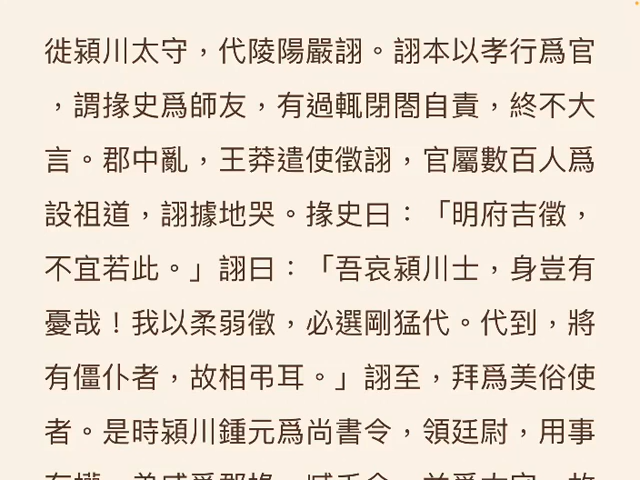 徙潁川太守，代陵陽嚴詡。詡本以孝行爲官
，謂掾史爲師友，有過輒閉閤自責，終不大
言。郡中亂，王莽遣使徵詡，官屬數百人爲
設祖道，詡據地哭。掾史曰：「明府吉徵，
不宜若此。」詡曰：「吾哀潁川士，身豈有
憂哉！我以柔弱徵，必選剛猛代。代到，將
有僵仆者，故相弔耳。」詡至，拜爲美俗使
者。是時潁川鍾元爲尚書令，領廷尉，用事